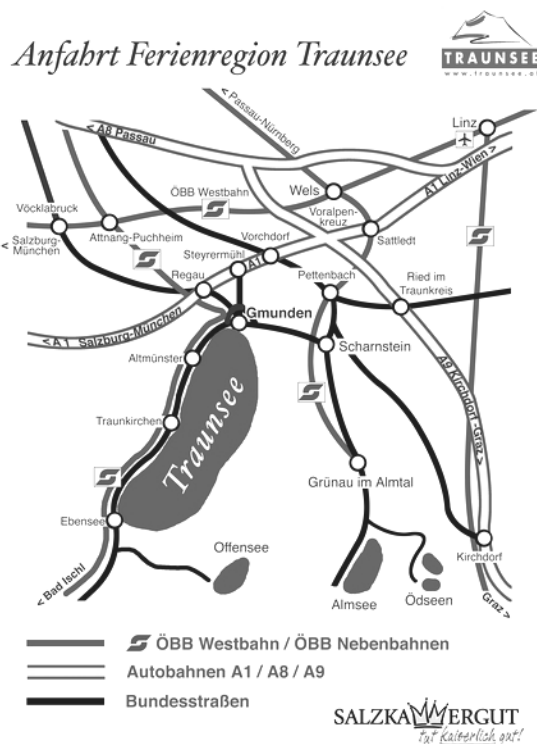 Anfahrt Ferienregion Traunsee
TRAUNSEE
www.traunsee.at
< Passau-Nürnberg
Linz
< A8 Passau
A1 Linz-Wien >
ÖBB Westbahn
Wels
Vöcklabruck
Voralpen-
kreuz
< Salzburg-
München
Attnang-Puchheim
Vorchdorf
Sattledt
Steyrermühl
A1
Regau
Pettenbach
Ried im
Traunkreis
Gmunden
< A 1 Salzburg-München
Scharnstein
Altmünster
A9 Kirchdorf -Graz >
Traunsee
Traunkirchen
Grünau im Almtal
Ebensee
Offensee
Kirchdorf
< Bad Ischl
Almsee
Ödseen
Graz >
ÖBB Westbahn / ÖBB Nebenbahnen
Autobahnen A1 / A8 / A9
Bundesstraßen
SALZKAMMERGUT
tut kaiserlich gut!